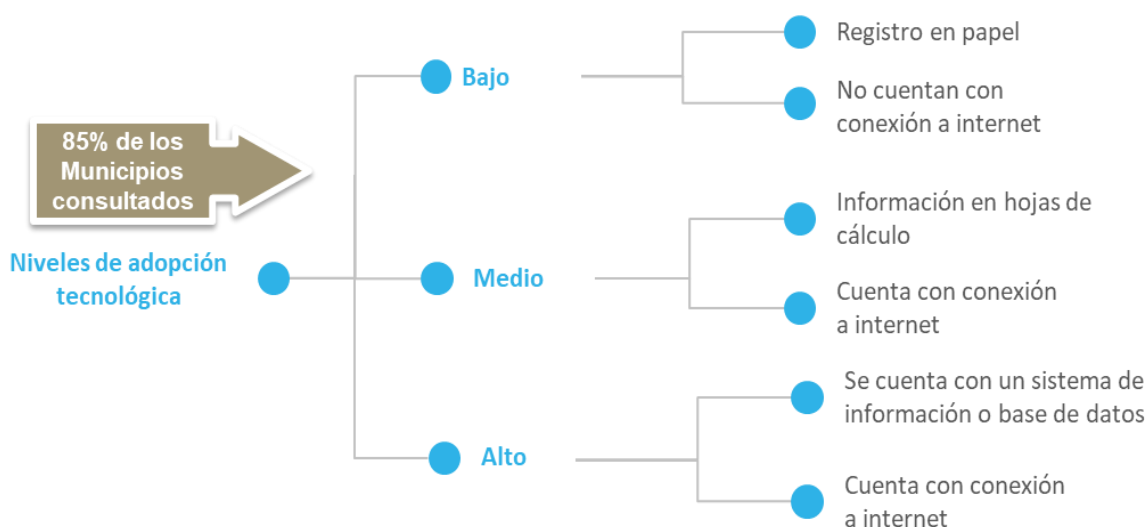 85% de los
Municipios
consultados
Niveles de adopción
tecnológica
Bajo
Registro en papel
No cuentan con
conexión a internet
Medio
Información en hojas de
cálculo
Cuenta con conexión
a internet
Alto
Se cuenta con un sistema de
información o base de datos
Cuenta con conexión
a internet